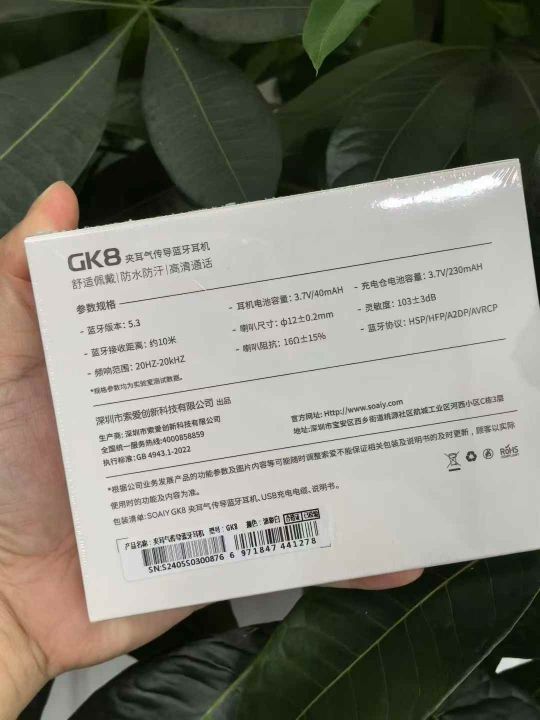 GK8 夹耳气传导蓝牙耳机
舒适佩戴|防水防汗|高清通话
参数规格
- 蓝牙版本: 5.3
- 耳机电池容量: 3.7V/40mAH
- 充电仓电池容量: 3.7V/230mAH
- 蓝牙接收距离: 约10米
- 喇叭尺寸: φ12±0.2mm
- 灵敏度: 103±3dB
- 频响范围: 20HZ-20kHZ
- 喇叭阻抗: 16Ω±15%
- 蓝牙协议: HSP/HFP/A2DP/AVRCP
*规格参数均为实验室测试数据。
深圳市索爱创新科技有限公司 出品
生产商: 深圳市索爱创新科技有限公司
官方网址: Http://www.soaiy.com
全国统一服务热线:4000858859
地址: 深圳市宝安区西乡街道桃源社区航城工业区河西小区C栋3层
执行标准: GB 4943.1-2022
*根据公司业务发展产品的功能参数及图片内容等可能随时调整索爱不能保证相关包装及说明书的及时更新，顾客以实际
使用时的功能及内容为准。
包装清单: SOAIY GK8 夹耳气传导蓝牙耳机、USB充电电缆、说明书。
RoHS
产品名称: 夹耳气传导蓝牙耳机 型号: GK8 颜色:
SN:S2405S0300876 6 971847 441278